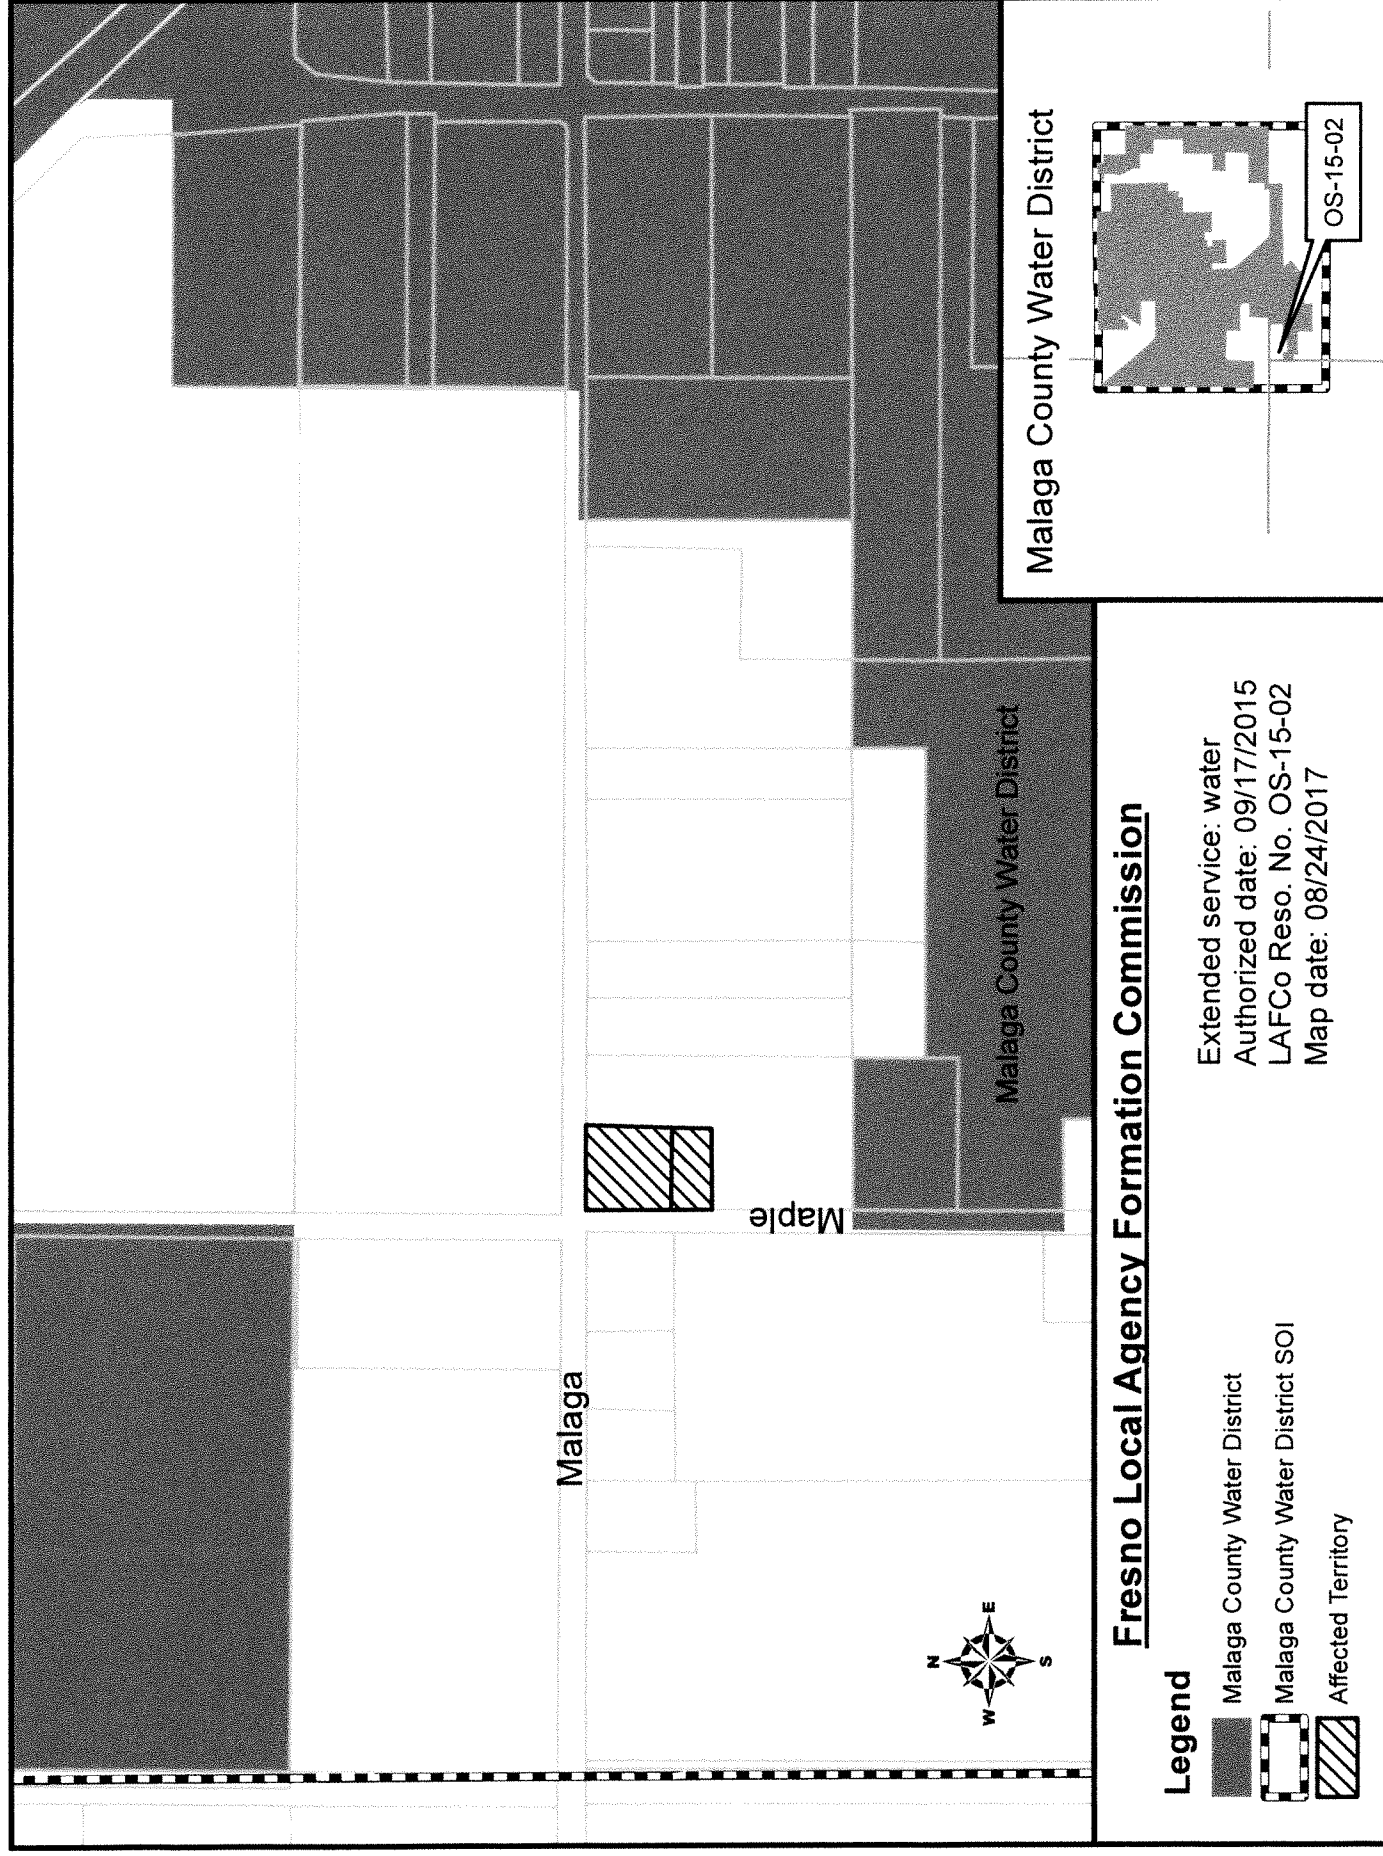 Malaga
Maple
Malaga County Water District
N
W
E
S
Fresno Local Agency Formation Commission
Legend
Malaga County Water District
Malaga County Water District SOI
Affected Territory
Extended service: water
Authorized date: 09/17/2015
LAFCo Reso. No. OS-15-02
Map date: 08/24/2017
Malaga County Water District
OS-15-02